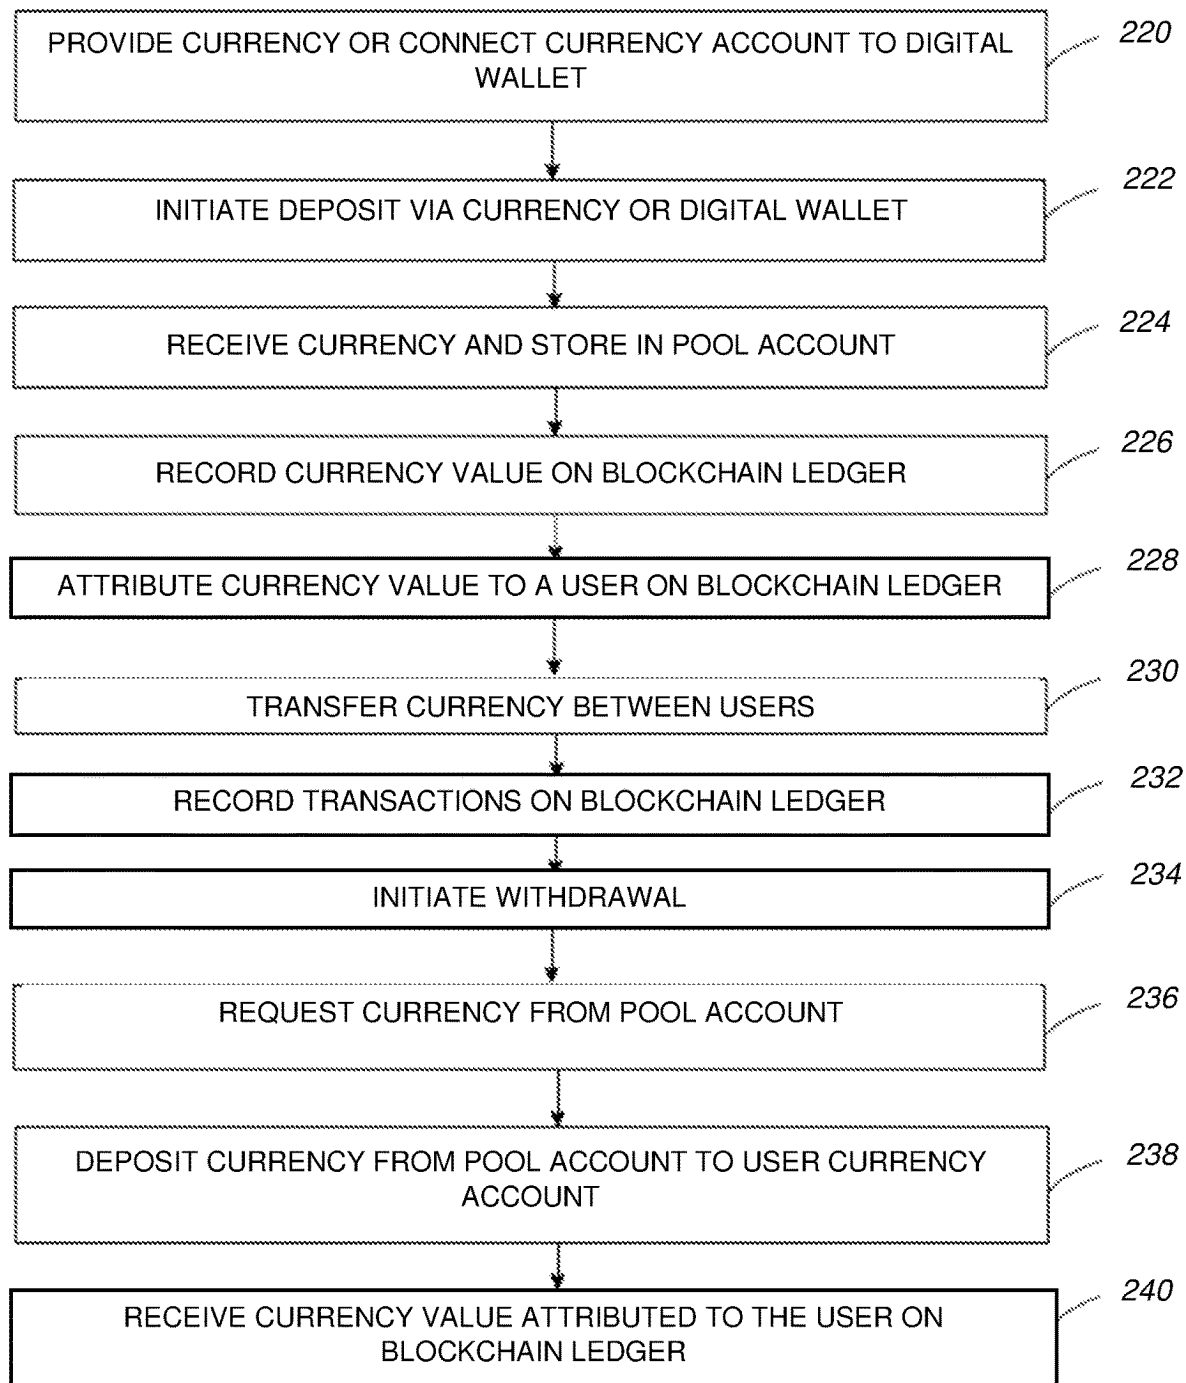 PROVIDE CURRENCY OR CONNECT CURRENCY ACCOUNT TO DIGITAL
WALLET
220
INITIATE DEPOSIT VIA CURRENCY OR DIGITAL WALLET
222
RECEIVE CURRENCY AND STORE IN POOL ACCOUNT
224
RECORD CURRENCY VALUE ON BLOCKCHAIN LEDGER
226
ATTRIBUTE CURRENCY VALUE TO A USER ON BLOCKCHAIN LEDGER
228
TRANSFER CURRENCY BETWEEN USERS
230
RECORD TRANSACTIONS ON BLOCKCHAIN LEDGER
232
INITIATE WITHDRAWAL
234
REQUEST CURRENCY FROM POOL ACCOUNT
236
DEPOSIT CURRENCY FROM POOL ACCOUNT TO USER CURRENCY
ACCOUNT
238
RECEIVE CURRENCY VALUE ATTRIBUTED TO THE USER ON
BLOCKCHAIN LEDGER
240